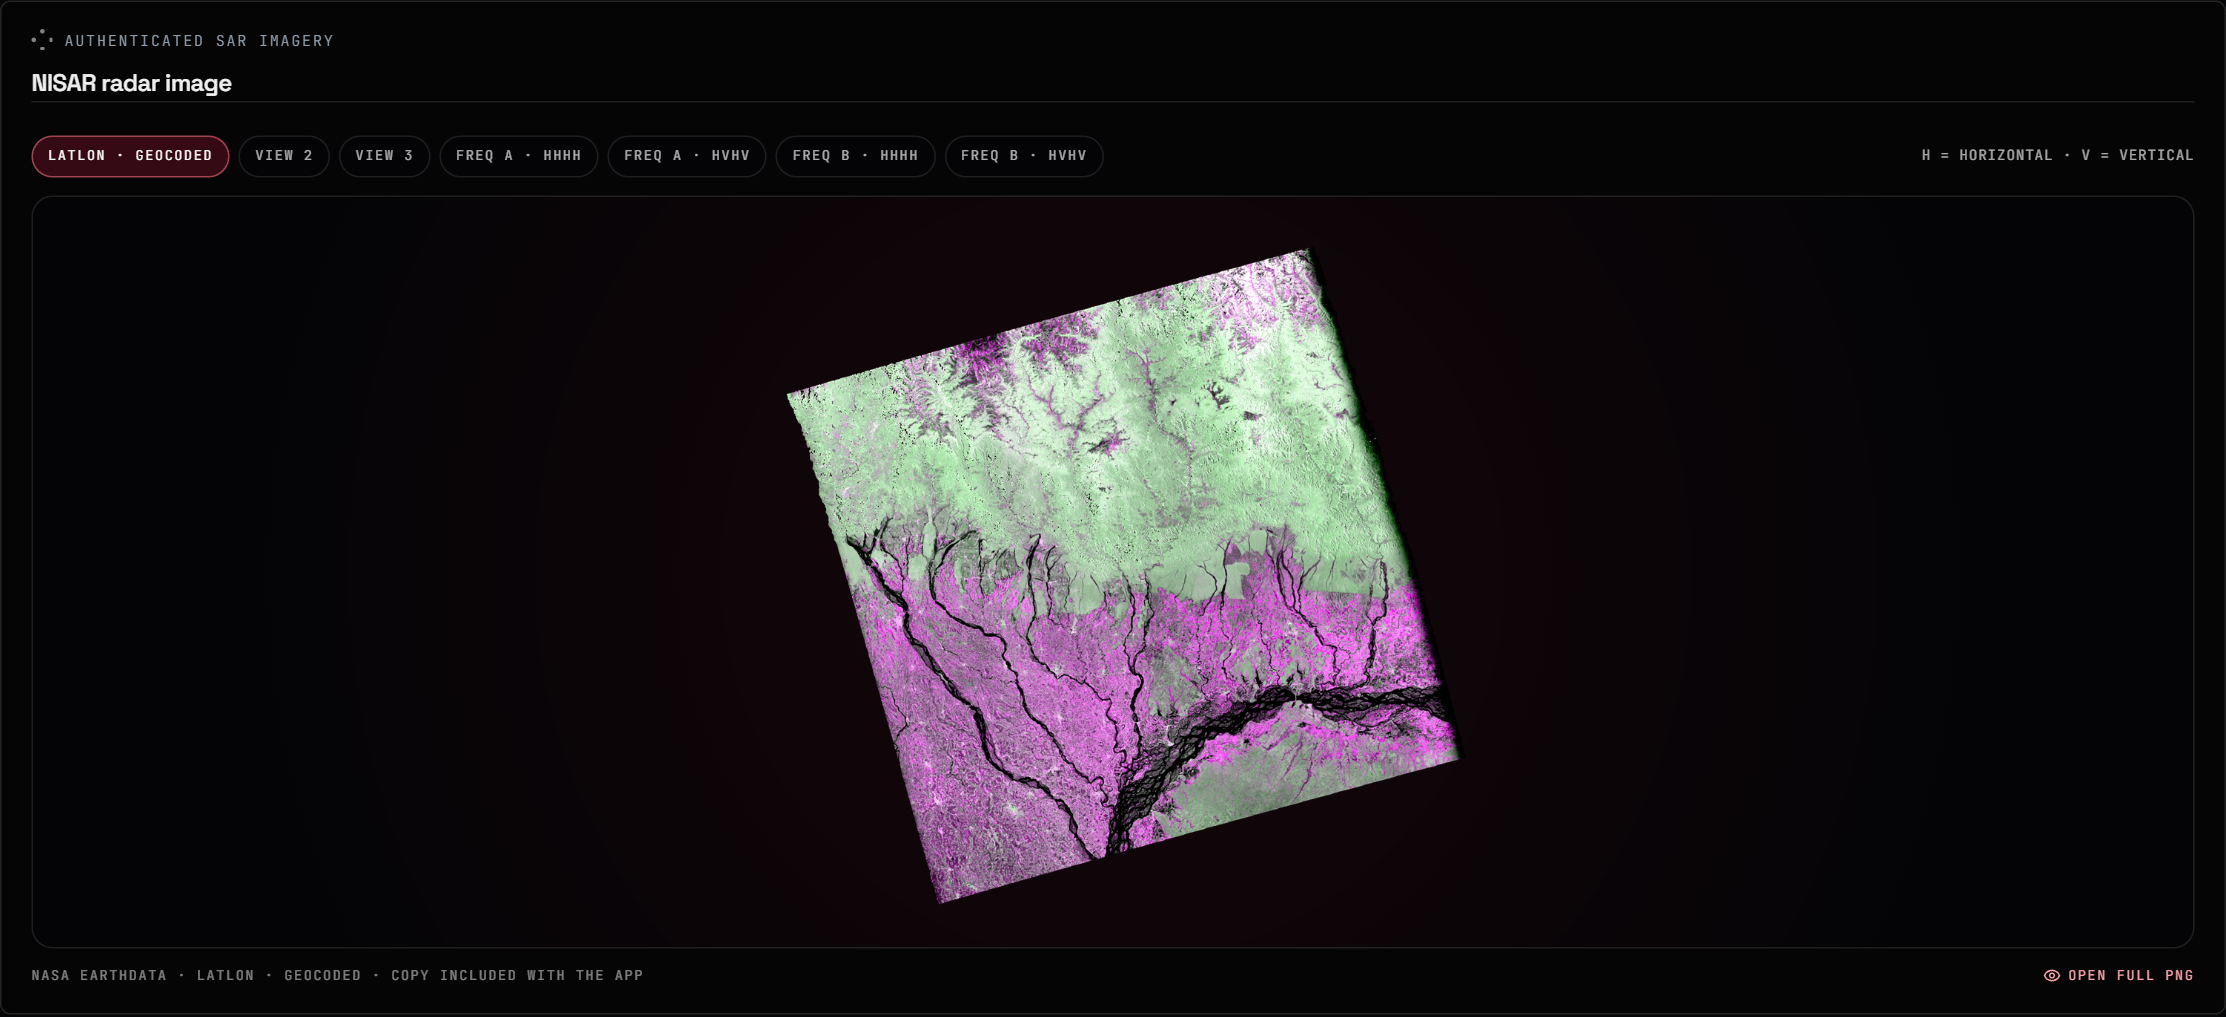 AUTHENTICATED SAR IMAGERY
NISAR radar image
LATLON · GEOCODED
VIEW 2
VIEW 3
FREQ A · HHHH
FREQ A · HVHV
FREQ B · HHHH
FREQ B · HVHV
H = HORIZONTAL · V = VERTICAL
NASA EARTHDATA · LATLON · GEOCODED · COPY INCLUDED WITH THE APP
OPEN FULL PNG